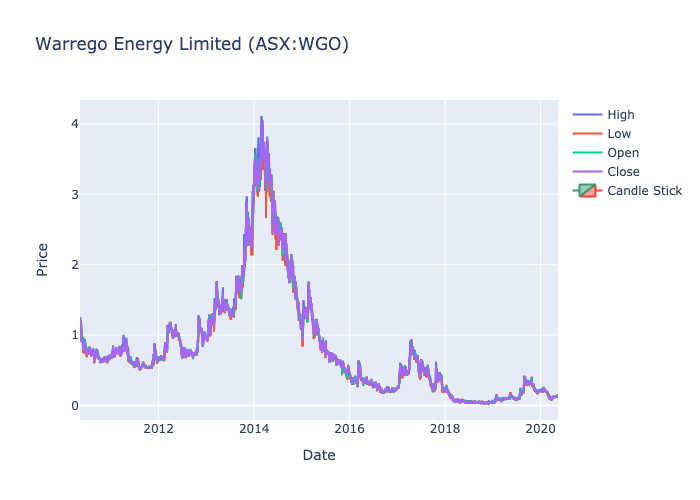 Warrego Energy Limited (ASX:WGO)
High
Low
Open
Close
Candle Stick
4
3
2
1
0
Price
2012
2014
2016
2018
2020
Date